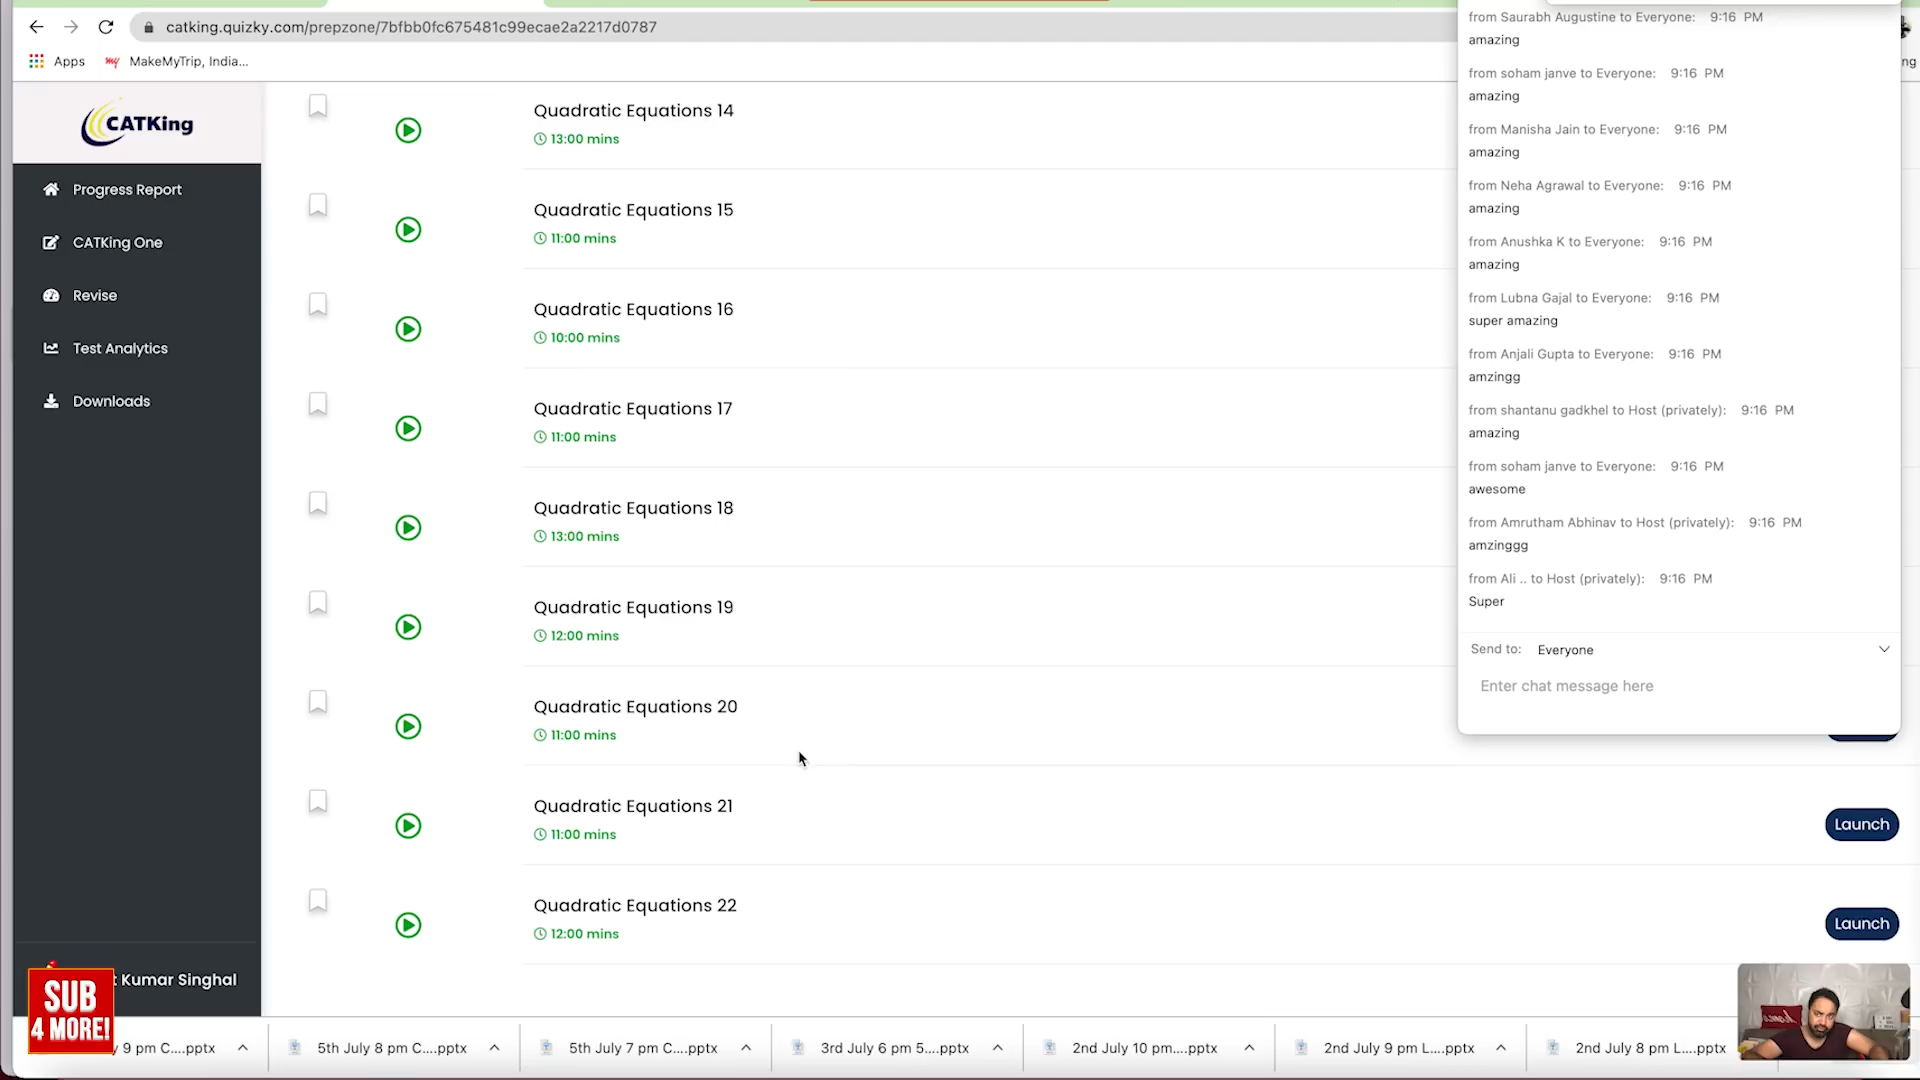 catking.quizky.com/prepzone/7bfbb0fc675481c99ecae2a2217d0787
Apps
my
MakeMyTrip, India...
ng
CATKing
Progress Report
CATKing One
Revise
Test Analytics
Downloads
t Kumar Singhal
SUB
4 MORE!
Quadratic Equations 14
13:00 mins
Quadratic Equations 15
11:00 mins
Quadratic Equations 16
10:00 mins
Quadratic Equations 17
11:00 mins
Quadratic Equations 18
13:00 mins
Quadratic Equations 19
12:00 mins
Quadratic Equations 20
11:00 mins
Quadratic Equations 21
11:00 mins
Launch
Quadratic Equations 22
12:00 mins
Launch
from Saurabh Augustine to Everyone: 9:16 PM
amazing
from soham janve to Everyone: 9:16 PM
amazing
from Manisha Jain to Everyone: 9:16 PM
amazing
from Neha Agrawal to Everyone: 9:16 PM
amazing
from Anushka K to Everyone: 9:16 PM
amazing
from Lubna Gajal to Everyone: 9:16 PM
super amazing
from Anjali Gupta to Everyone: 9:16 PM
amzingg
from shantanu gadkhel to Host (privately): 9:16 PM
amazing
from soham janve to Everyone: 9:16 PM
awesome
from Amrutham Abhinav to Host (privately): 9:16 PM
amzinggg
from Ali .. to Host (privately): 9:16 PM
Super
Send to: Everyone
Enter chat message here
9 pm C....pptx
5th July 8 pm C....pptx
5th July 7 pm C....pptx
3rd July 6 pm 5....pptx
2nd July 10 pm....pptx
2nd July 9 pm L....pptx
2nd July 8 pm L....pptx